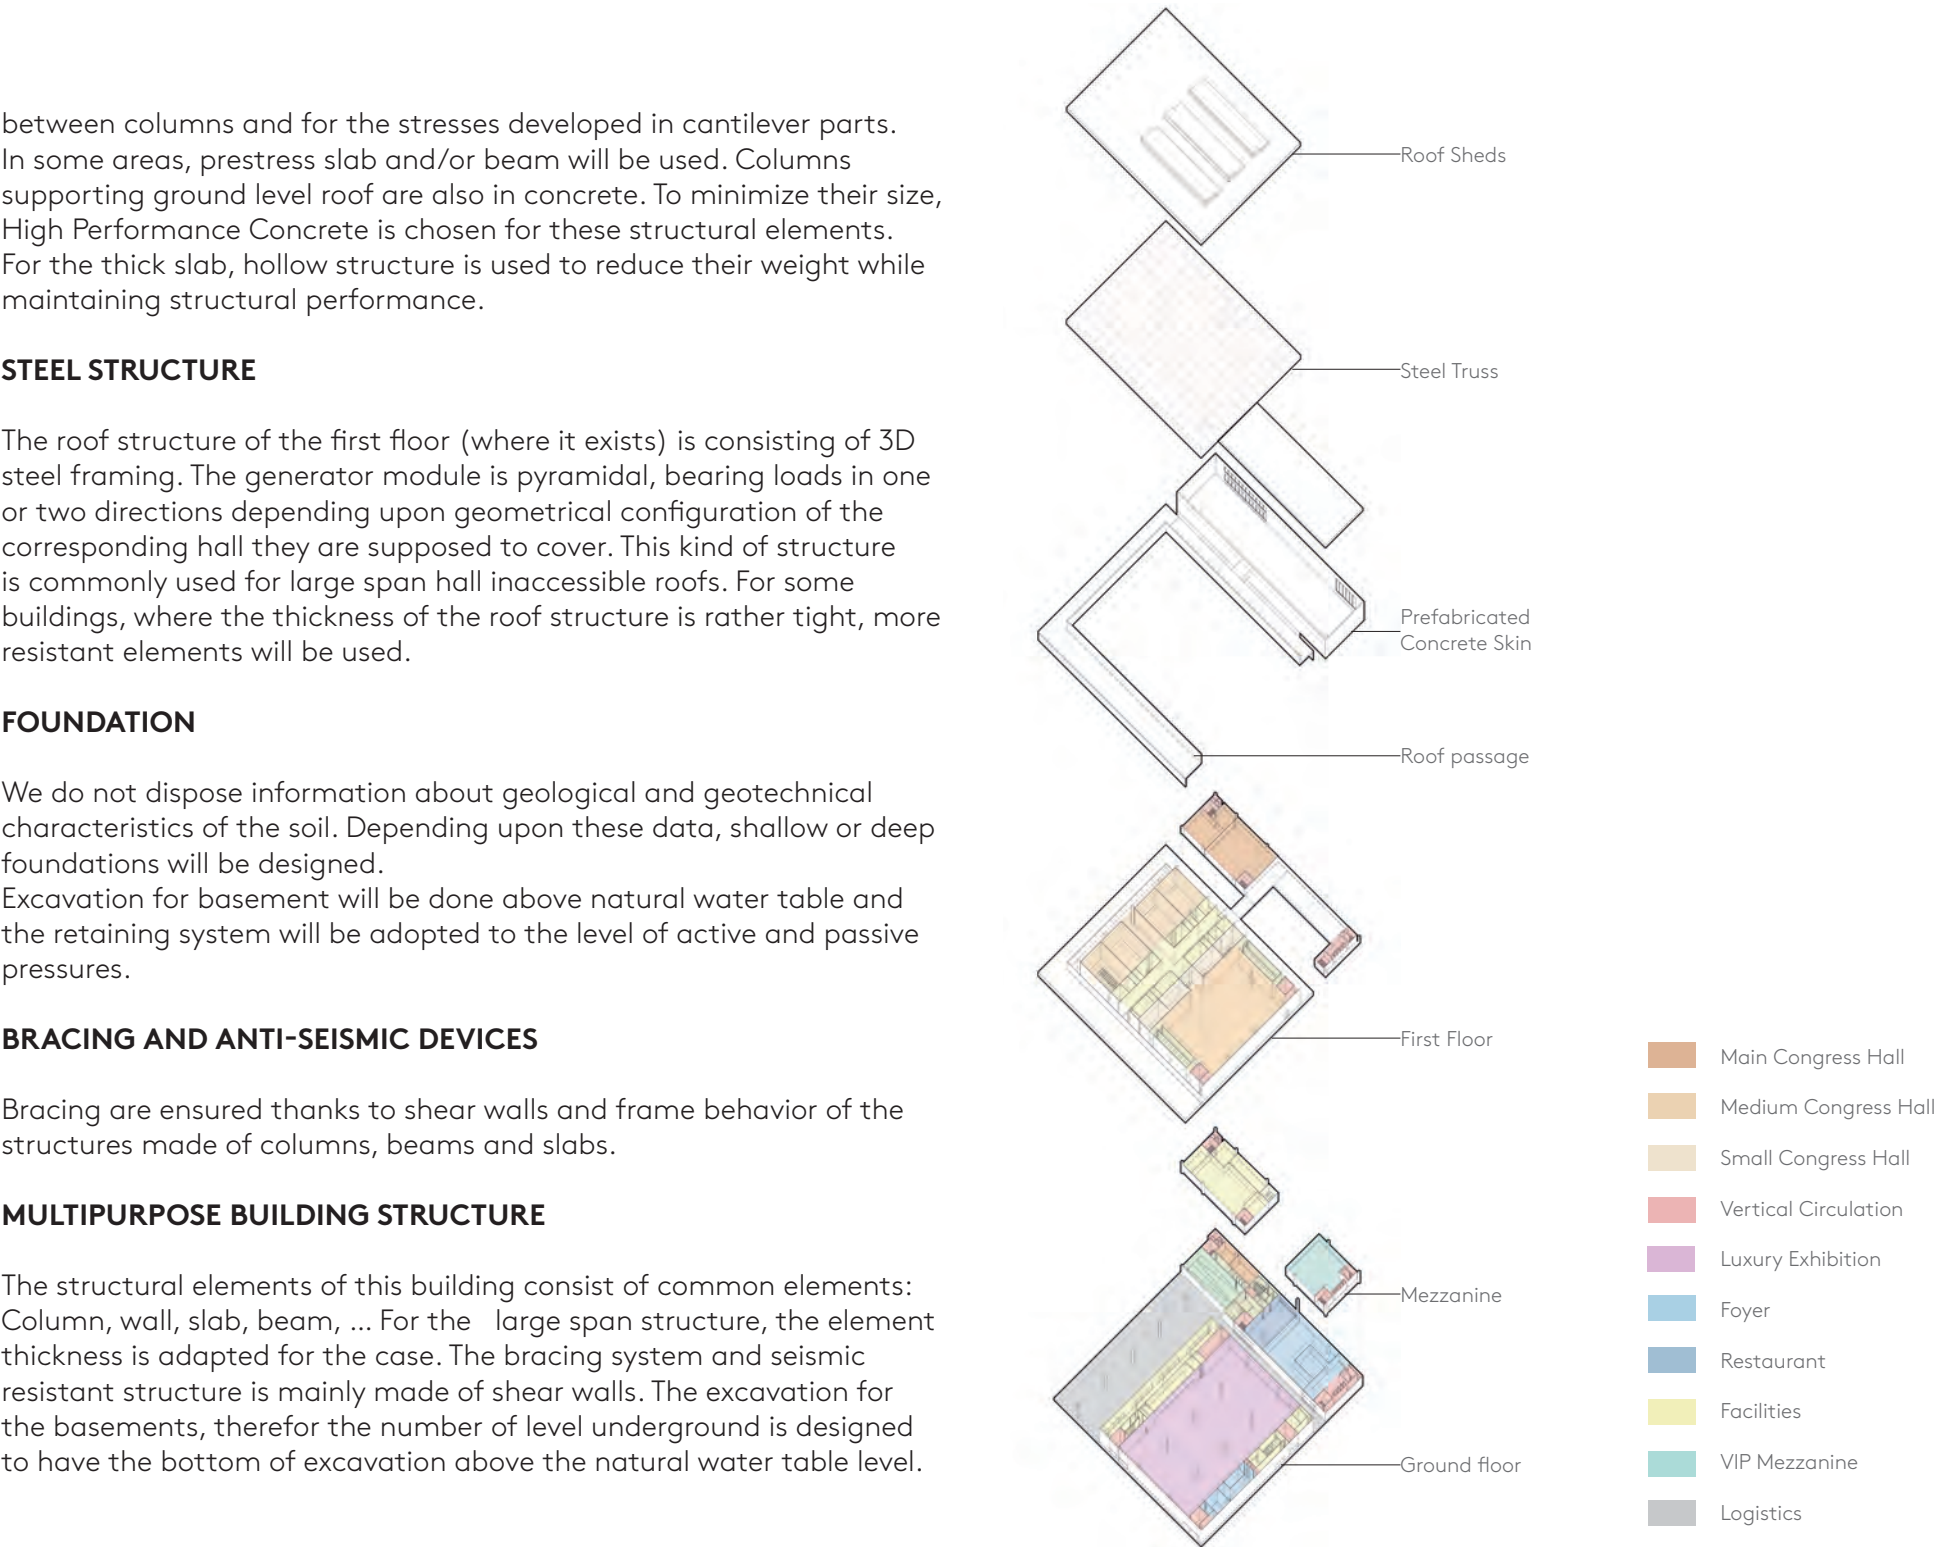 between columns and for the stresses developed in cantilever parts.
In some areas, prestress slab and/or beam will be used. Columns
supporting ground level roof are also in concrete. To minimize their size,
High Performance Concrete is chosen for these structural elements.
For the thick slab, hollow structure is used to reduce their weight while
maintaining structural performance.
STEEL STRUCTURE
The roof structure of the first floor (where it exists) is consisting of 3D
steel framing. The generator module is pyramidal, bearing loads in one
or two directions depending upon geometrical configuration of the
corresponding hall they are supposed to cover. This kind of structure
is commonly used for large span hall inaccessible roofs. For some
buildings, where the thickness of the roof structure is rather tight, more
resistant elements will be used.
FOUNDATION
We do not dispose information about geological and geotechnical
characteristics of the soil. Depending upon these data, shallow or deep
foundations will be designed.
Excavation for basement will be done above natural water table and
the retaining system will be adopted to the level of active and passive
pressures.
BRACING AND ANTI-SEISMIC DEVICES
Bracing are ensured thanks to shear walls and frame behavior of the
structures made of columns, beams and slabs.
MULTIPURPOSE BUILDING STRUCTURE
The structural elements of this building consist of common elements:
Column, wall, slab, beam, ... For the large span structure, the element
thickness is adapted for the case. The bracing system and seismic
resistant structure is mainly made of shear walls. The excavation for
the basements, therefor the number of level underground is designed
to have the bottom of excavation above the natural water table level.
Roof Sheds
Steel Truss
Prefabricated
Concrete Skin
Roof passage
First Floor
Mezzanine
Ground floor
Main Congress Hall
Medium Congress Hall
Small Congress Hall
Vertical Circulation
Luxury Exhibition
Foyer
Restaurant
Facilities
VIP Mezzanine
Logistics